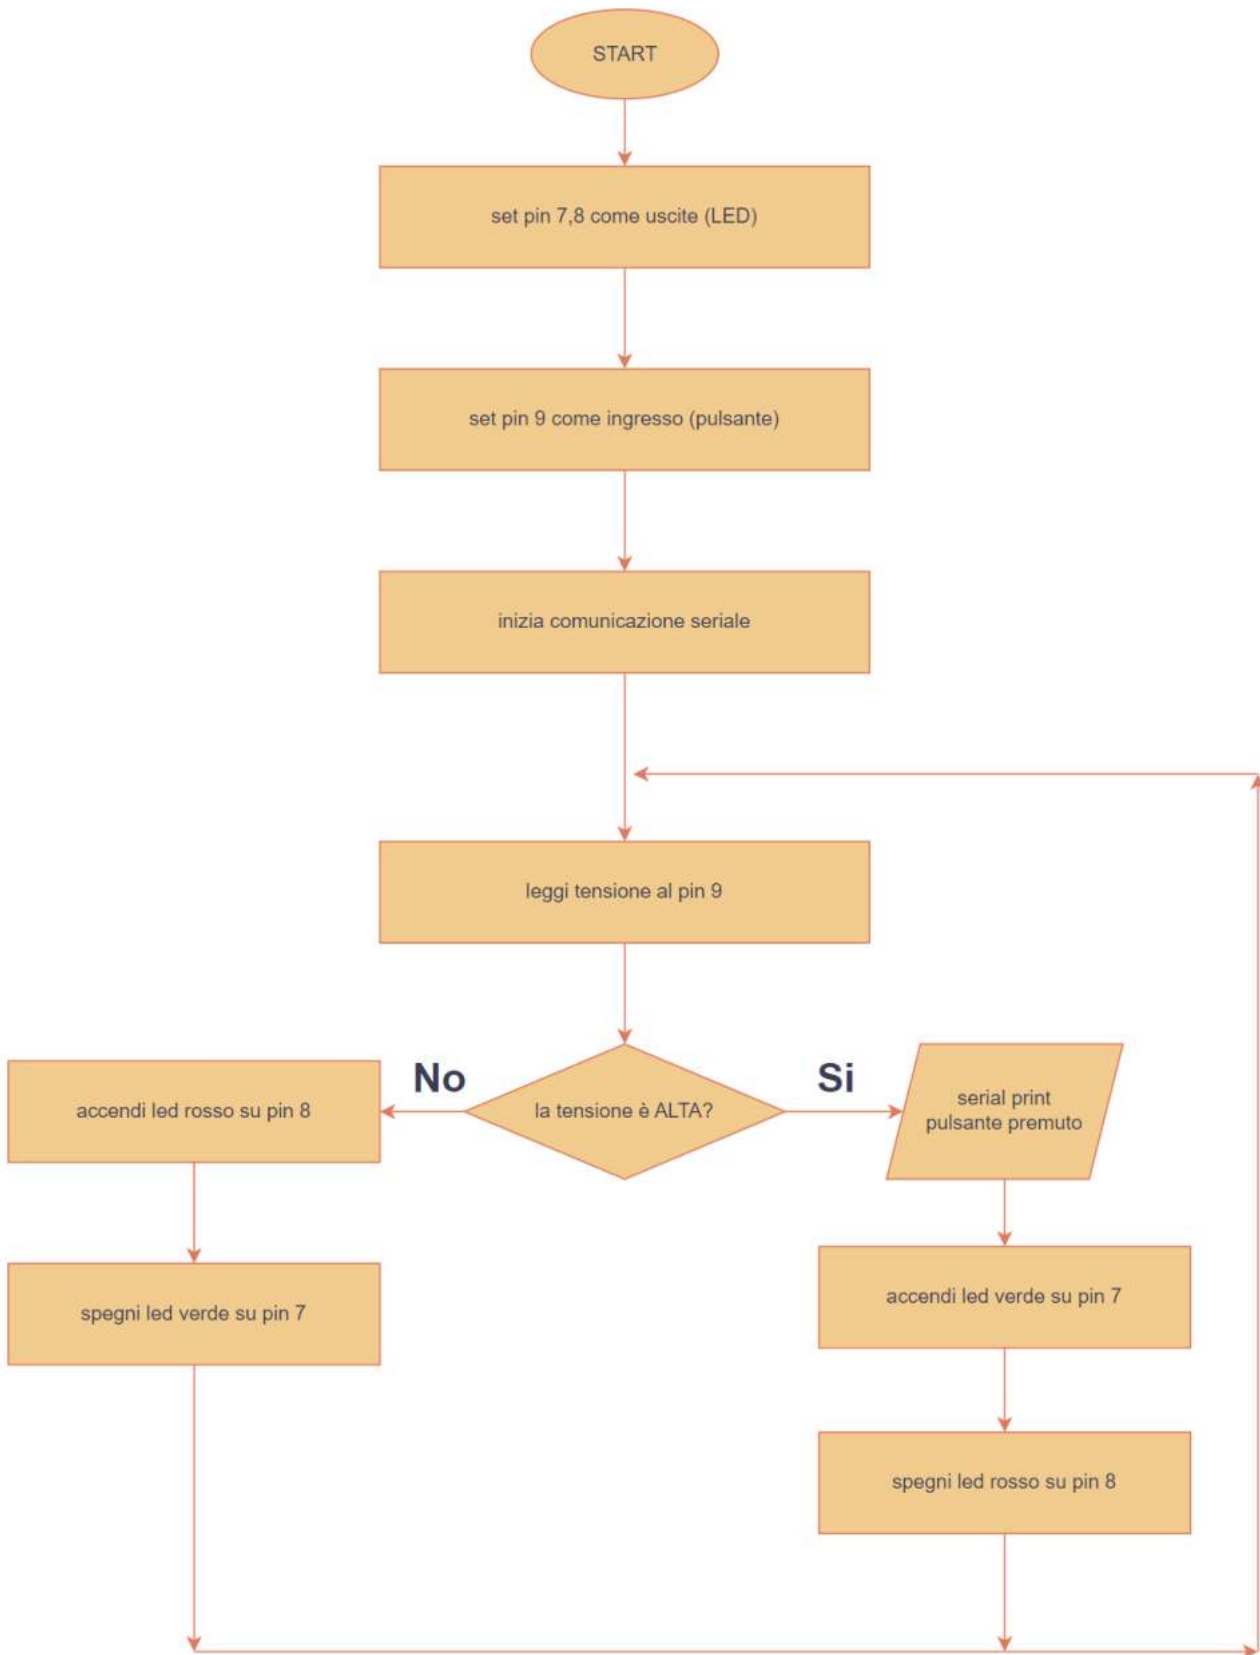 START
set pin 7,8 come uscite (LED)
set pin 9 come ingresso (pulsante)
inizia comunicazione seriale
leggi tensione al pin 9
la tensione è ALTA?
No
accendi led rosso su pin 8
spegni led verde su pin 7
Si
serial print
pulsante premuto
accendi led verde su pin 7
spegni led rosso su pin 8